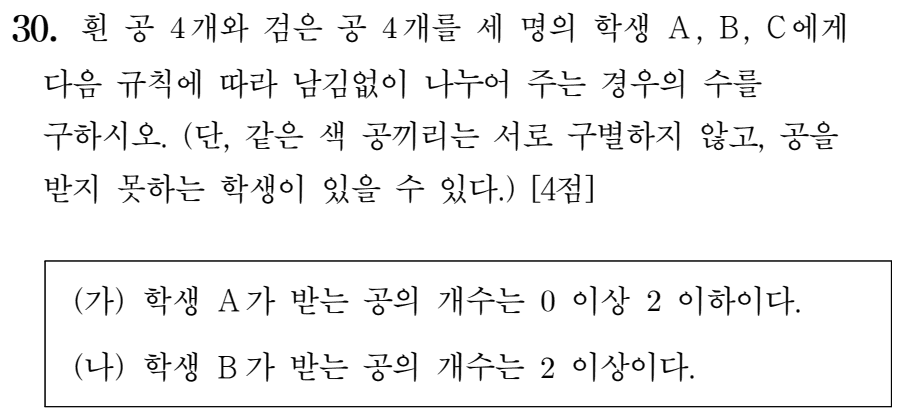 30. 흰 공 4개와 검은 공 4개를 세 명의 학생 A, B, C에게
다음 규칙에 따라 남김없이 나누어 주는 경우의 수를
구하시오. (단, 같은 색 공끼리는 서로 구별하지 않고, 공을
받지 못하는 학생이 있을 수 있다.) [4점]
(가) 학생 A가 받는 공의 개수는 0 이상 2 이하이다.
(나) 학생 B가 받는 공의 개수는 2 이상이다.